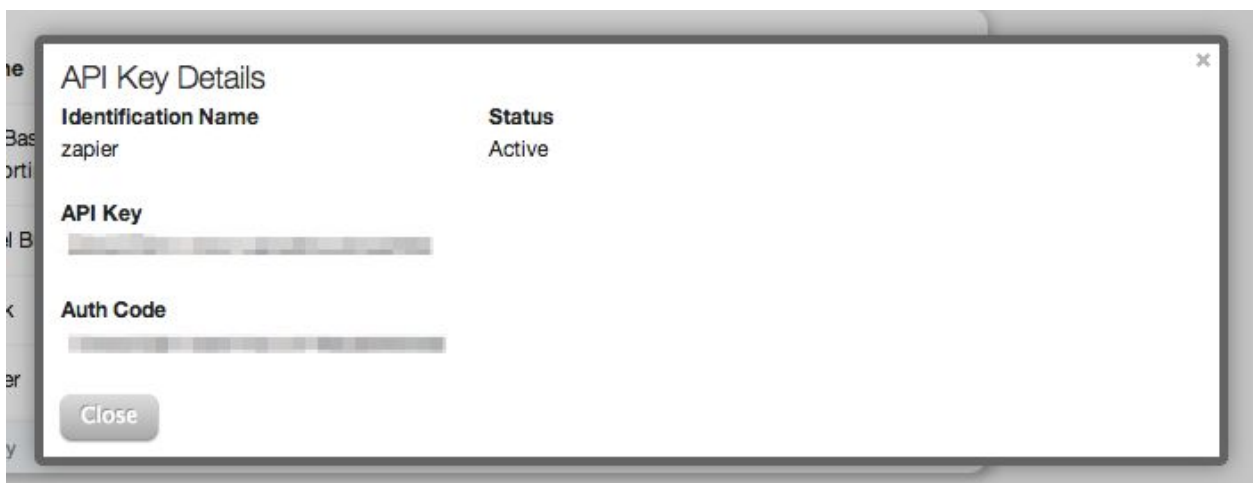 API Key Details
Identification Name
Status
zapier
Active
API Key
Auth Code
Close